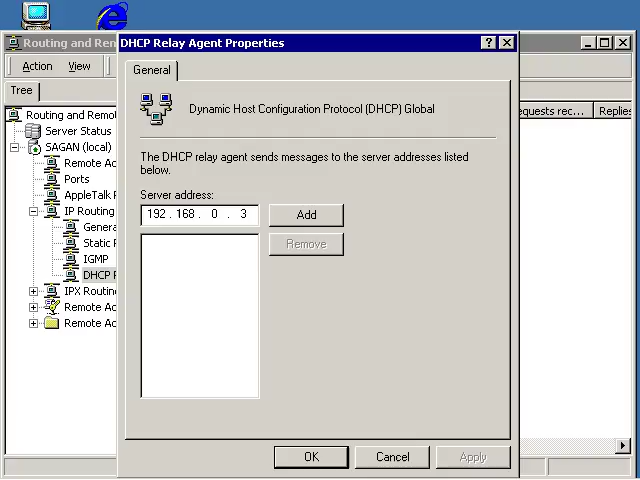 Routing and Rem
DHCP Relay Agent Properties
Action View
General
Tree
equests rec... Replies
Dynamic Host Configuration Protocol (DHCP) Global
Routing and Remot
Server Status
SAGAN (local)
Remote Ac
Ports
AppleTalk R
IP Routing
Genera
Static R
IGMP
DHCP R
IPX Routing
Remote Ac
Remote Ac
The DHCP relay agent sends messages to the server addresses listed
below.
Server address:
192 . 168 . 0 . 3
Add
Remove
OK Cancel Apply